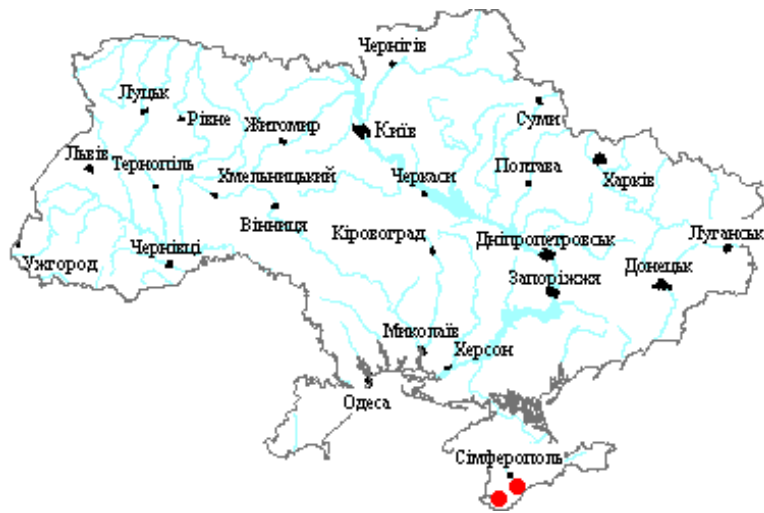 Чернігів
Луцьк
Рівне
Суми
Житомир
Київ
Львів
Тернопіль
Хмельницький
Черкаси
Полтава
Харків
Вінниця
Кіровоград
Дніпропетровськ
Луганськ
Ужгород
Чернівці
Запоріжжя
Донецьк
Миколаїв
Херсон
Одеса
Сімферополь